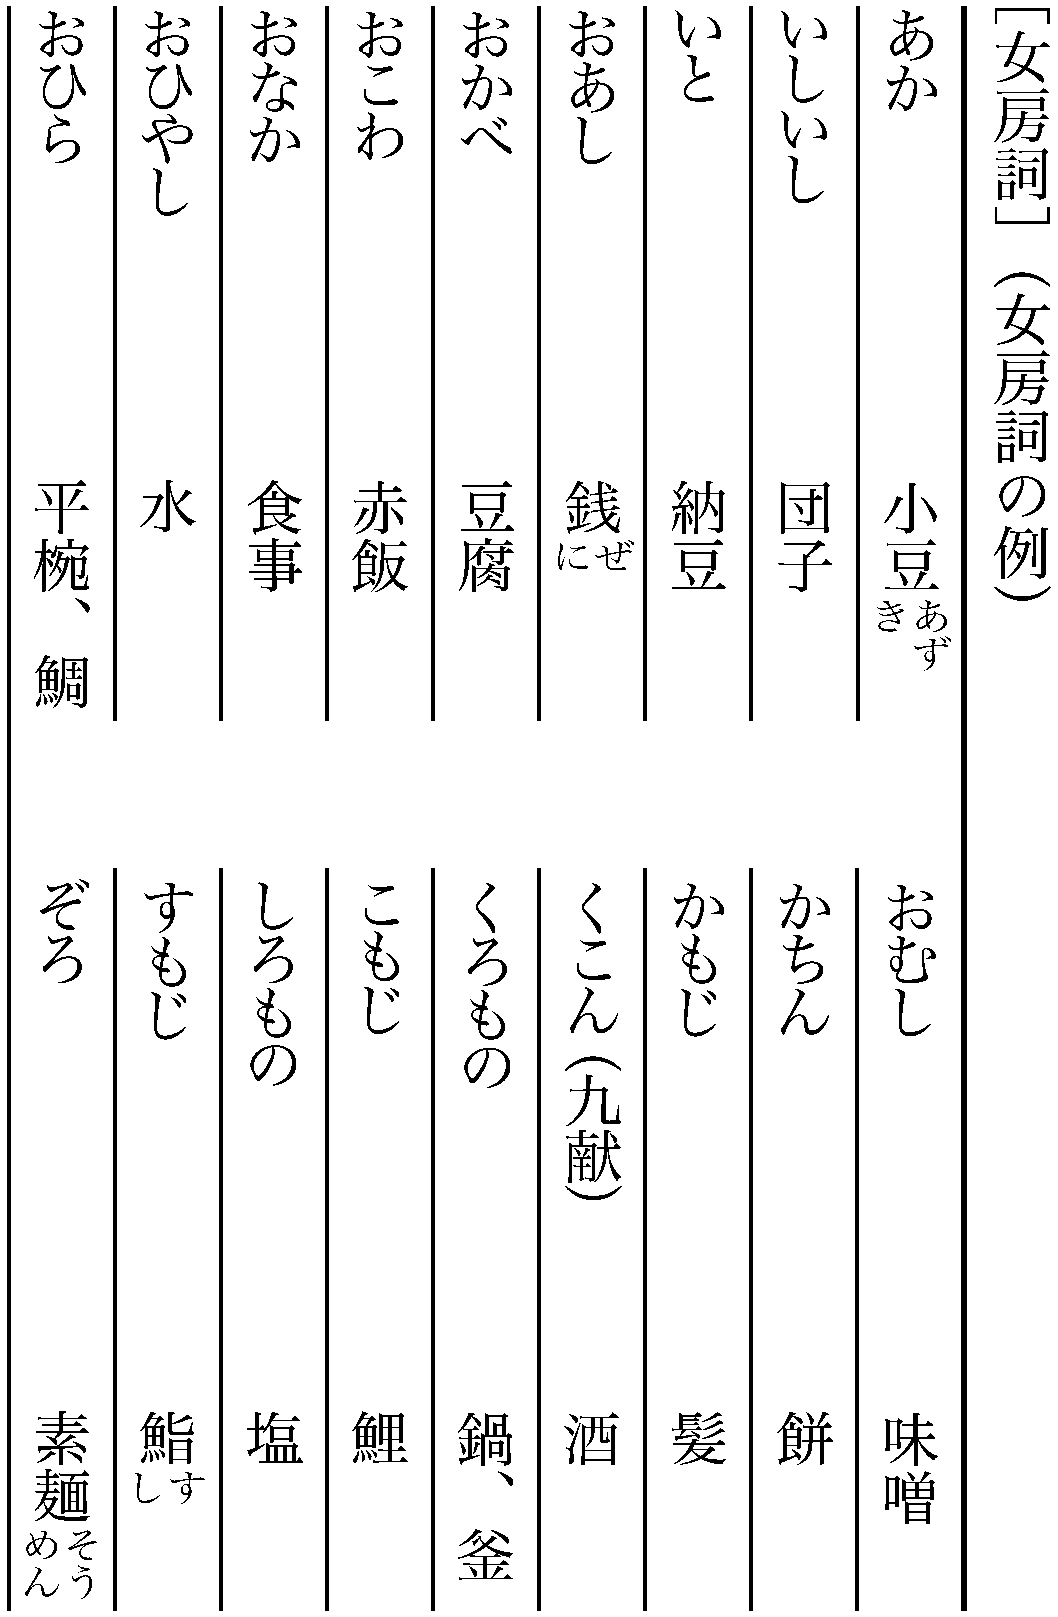 ［女房詞］（女房詞の例）
あか　小豆あずき
いしいし　団子
いと　納豆
おあし　銭ぜに
おかべ　豆腐
おこわ　赤飯
おなか　食事
おひやし　水
おひら　平椀、鯛
おむし　味噌
かちん　餅
かもじ　髪
くこん（九献）　酒
くろもの　鍋、釜
こもじ　鯉
しろもの　塩
すもじ　鮨すし
ぞろ　素麺そうめん